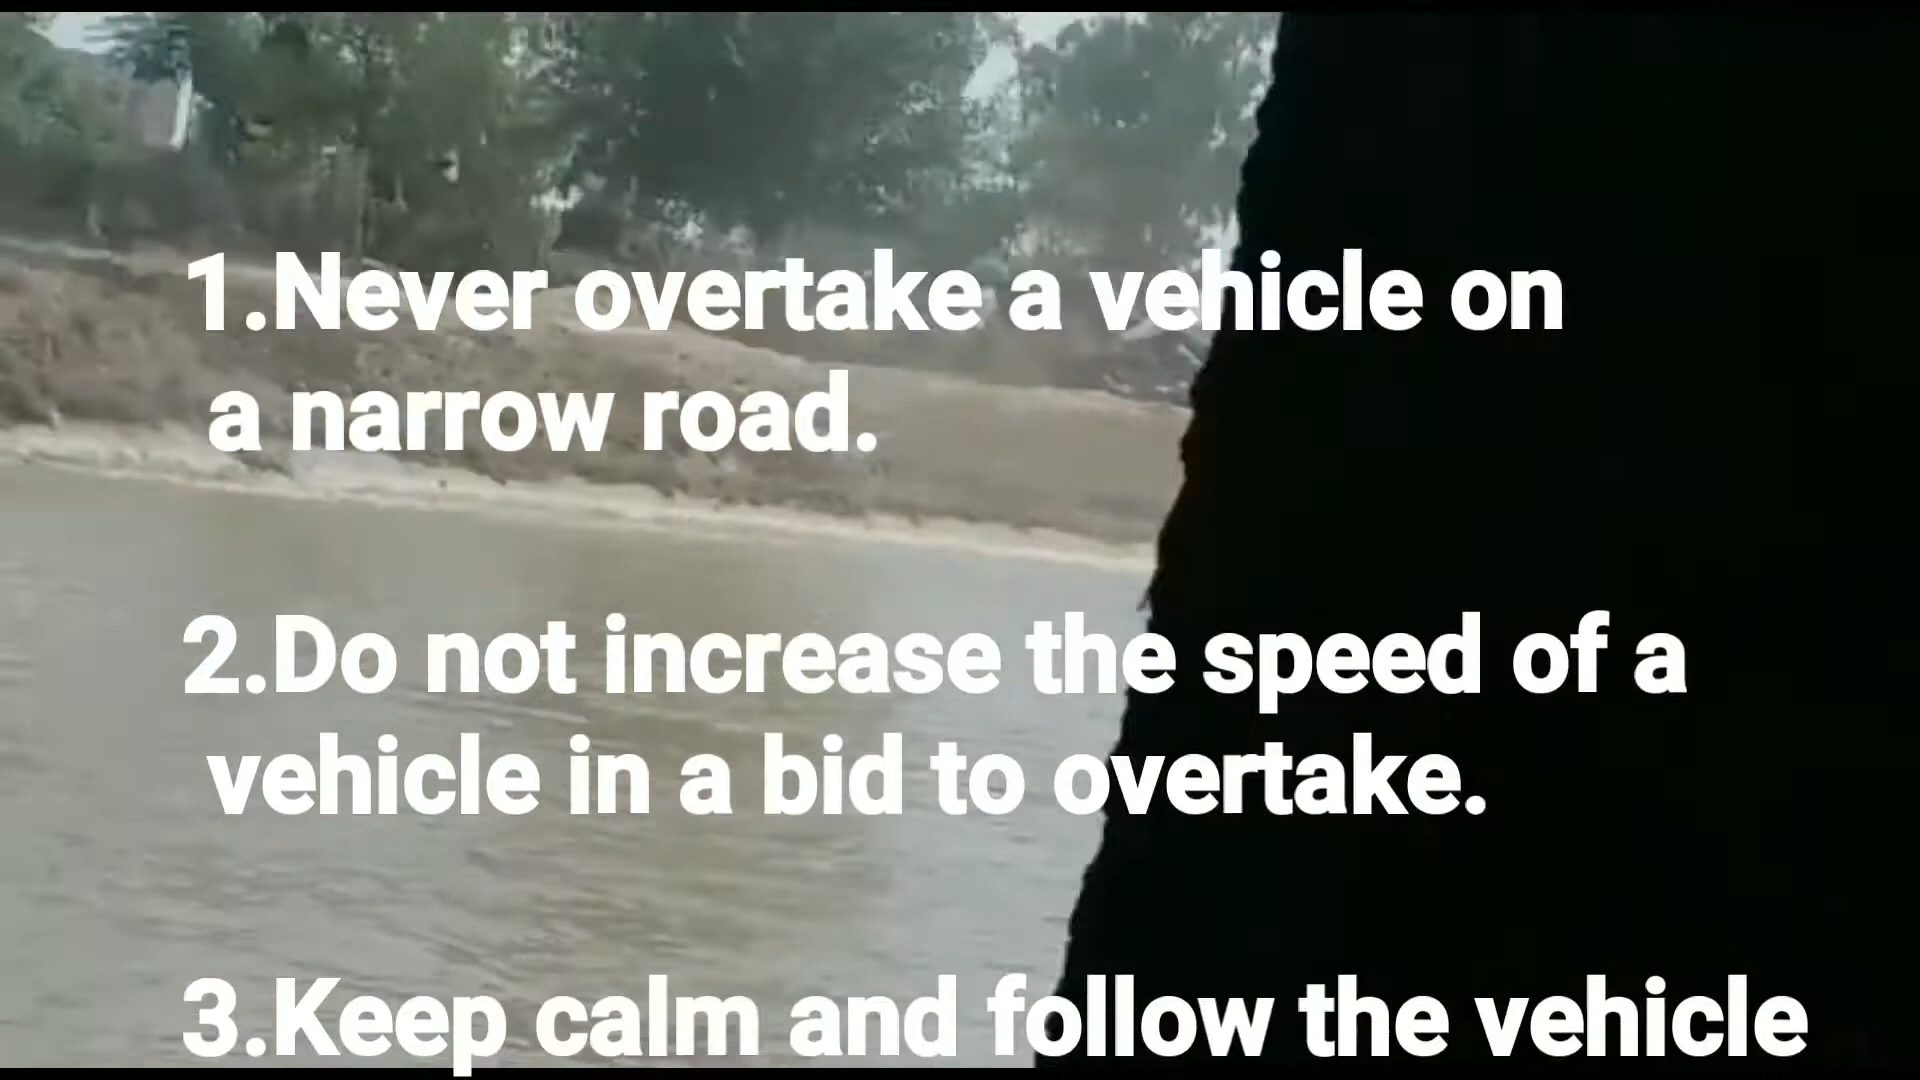 1.Never overtake a vehicle on
a narrow road.
2.Do not increase the speed of a
vehicle in a bid to overtake.
3.Keep calm and follow the vehicle